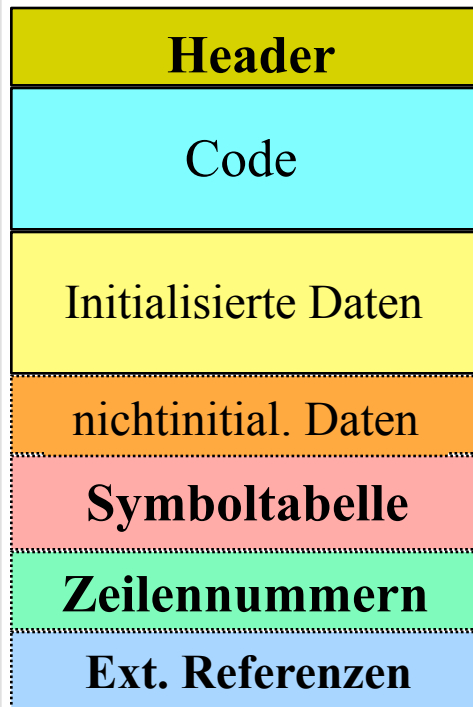 Header
Code
Initialisierte Daten
nichtinitial. Daten
Symboltabelle
Zeilennummern
Ext. Referenzen